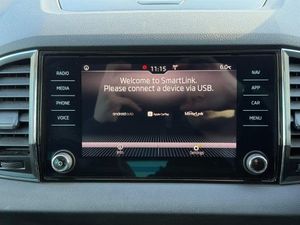 11:15
6.0
RADIO
MEDIA
PHONE
VOICE
Welcome to SmartLink.
Please connect a device via USB.
androidauto
Apple CarPlay
MirrorLink
NAV
APP
CAR
MENU